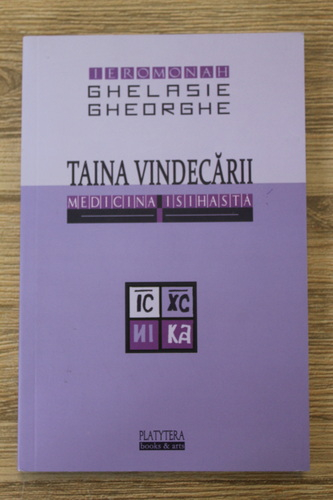 IEROMONAH
GHELASIE
GHEORGHE
TAINA VINDECĂRII
MEDICINA ISIHASTĂ
IC XC
NI KA
PLATYTERA
books & arts